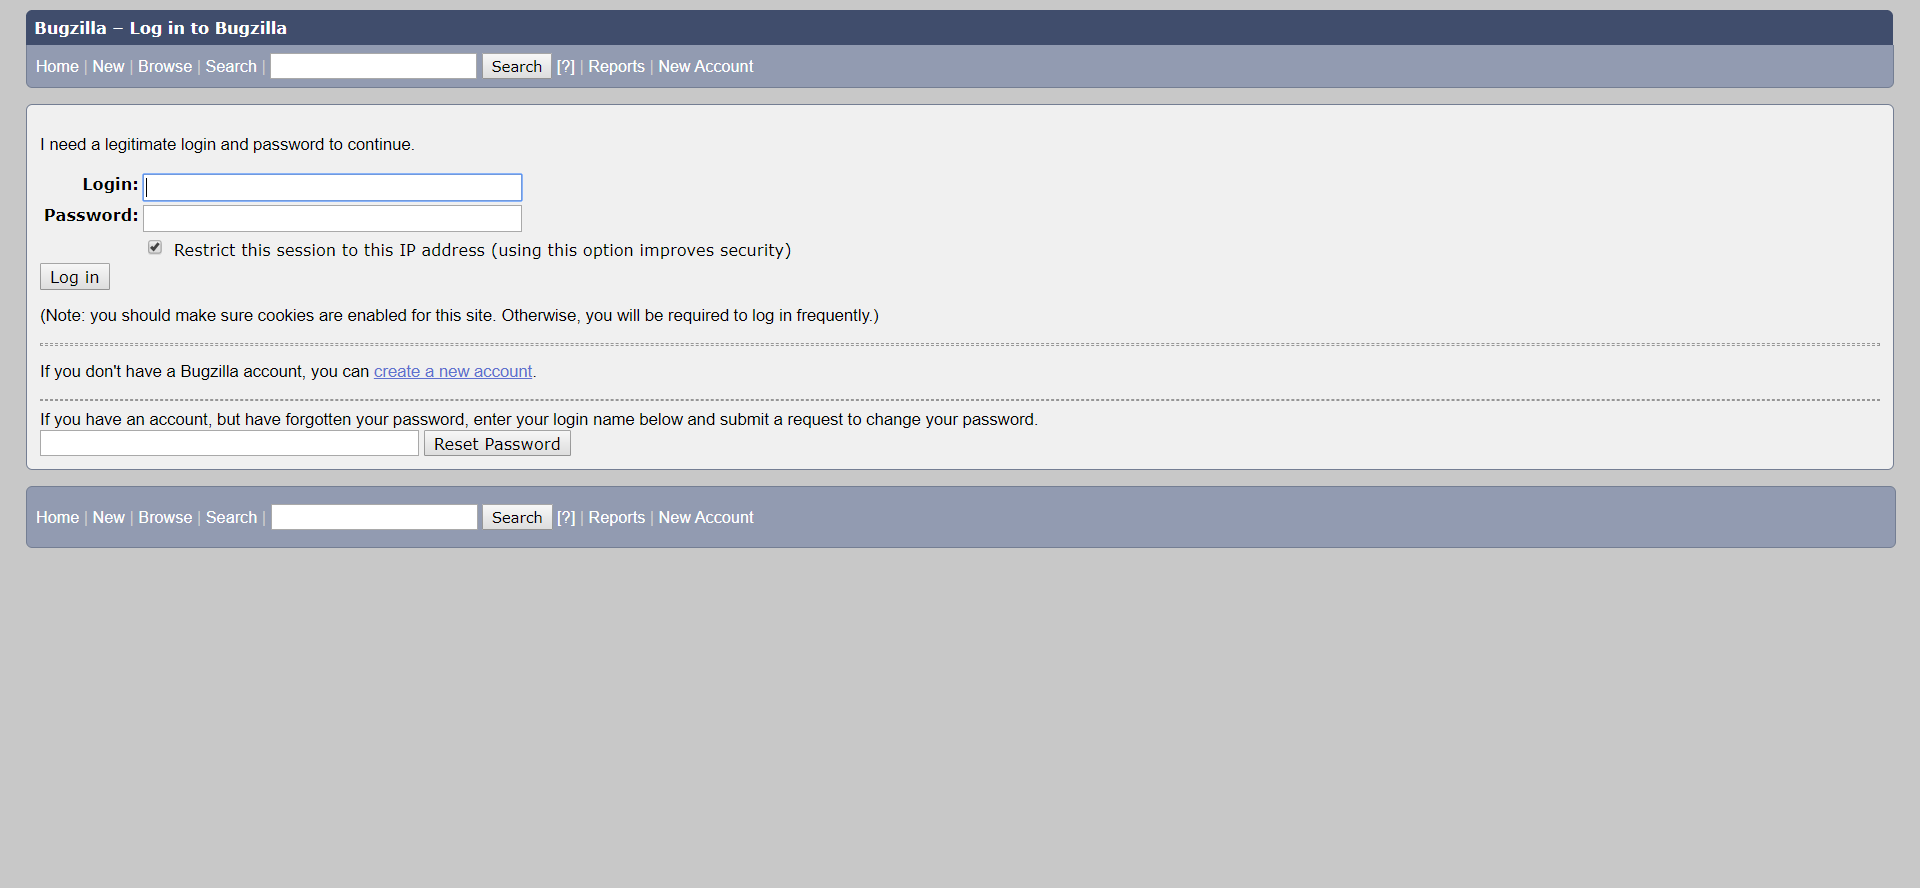 Bugzilla – Log in to Bugzilla
Home | New | Browse | Search | Search [?] | Reports | New Account
I need a legitimate login and password to continue.
Login:
Password:
Restrict this session to this IP address (using this option improves security)
Log in
(Note: you should make sure cookies are enabled for this site. Otherwise, you will be required to log in frequently.)
If you don't have a Bugzilla account, you can create a new account.
If you have an account, but have forgotten your password, enter your login name below and submit a request to change your password.
Reset Password
Home | New | Browse | Search | Search [?] | Reports | New Account